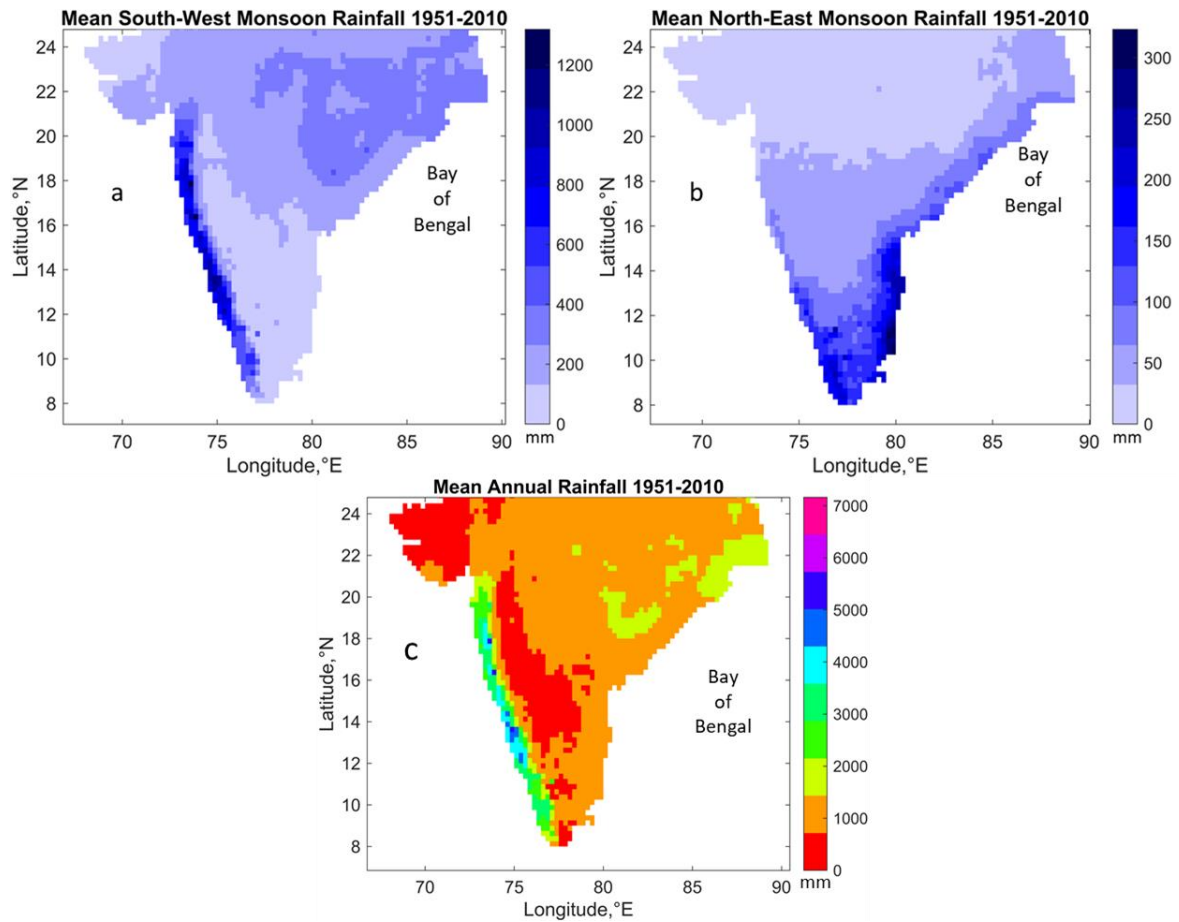 Mean South-West Monsoon Rainfall 1951-2010
24
22
20
18
16
14
12
10
8
Latitude,°N
a
Bay
of
Bengal
70
75
80
85
90
Longitude,°E
1200
1000
800
600
400
200
0
mm
Mean North-East Monsoon Rainfall 1951-2010
24
22
20
18
16
14
12
10
8
Latitude,°N
b
Bay
of
Bengal
70
75
80
85
90
Longitude,°E
300
250
200
150
100
50
0
mm
Mean Annual Rainfall 1951-2010
24
22
20
18
16
14
12
10
8
Latitude,°N
c
Bay
of
Bengal
70
75
80
85
90
Longitude,°E
7000
6000
5000
4000
3000
2000
1000
0
mm